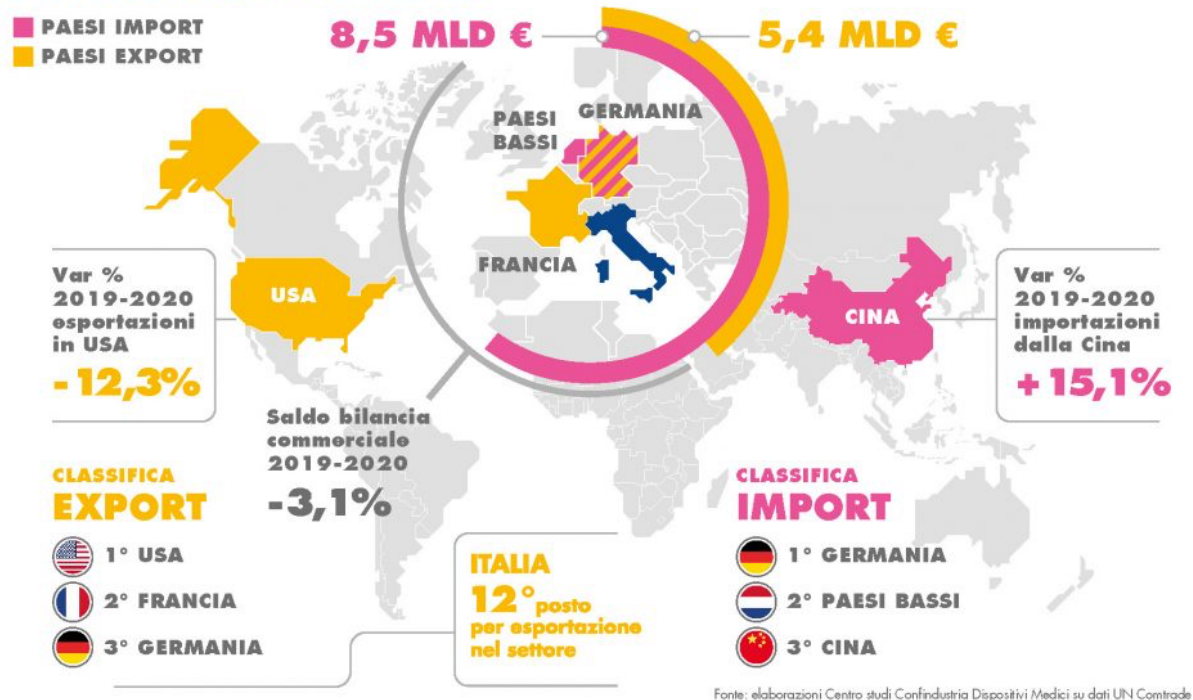 PAESI IMPORT
PAESI EXPORT
8,5 MLD €
5,4 MLD €
PAESI
BASSI
GERMANIA
FRANCIA
USA
CINA
Var %
2019-2020
esportazioni
in USA
- 12,3%
Var %
2019-2020
importazioni
dalla Cina
+ 15,1%
Saldo bilancia
commerciale
2019-2020
-3,1%
CLASSIFICA
EXPORT
1° USA
2° FRANCIA
3° GERMANIA
ITALIA
12° posto
per esportazione
nel settore
CLASSIFICA
IMPORT
1° GERMANIA
2° PAESI BASSI
3° CINA
Fonte: elaborazioni Centro studi Confindustria Dispositivi Medici su dati UN Comtrade